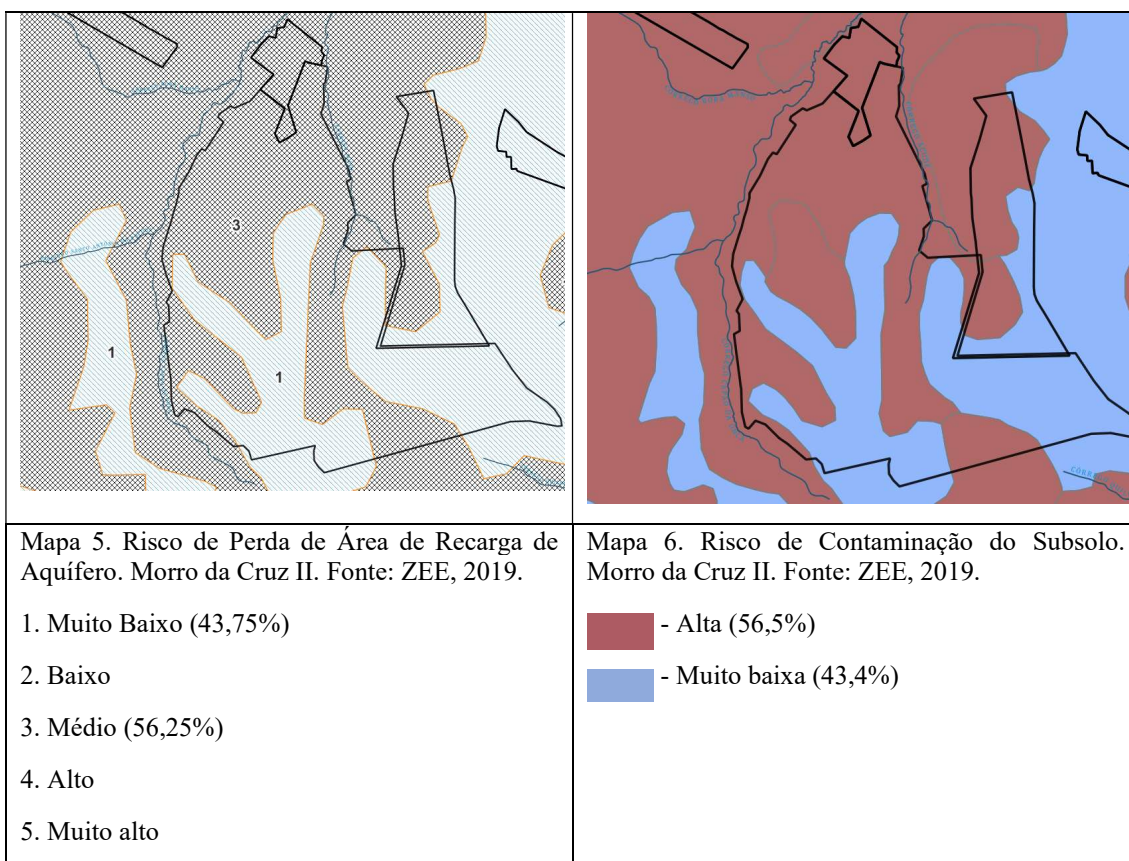 3
1
1
Mapa 5. Risco de Perda de Área de Recarga de
Aquífero. Morro da Cruz II. Fonte: ZEE, 2019.
1. Muito Baixo (43,75%)
2. Baixo
3. Médio (56,25%)
4. Alto
5. Muito alto
Mapa 6. Risco de Contaminação do Subsolo.
Morro da Cruz II. Fonte: ZEE, 2019.
- Alta (56,5%)
- Muito baixa (43,4%)